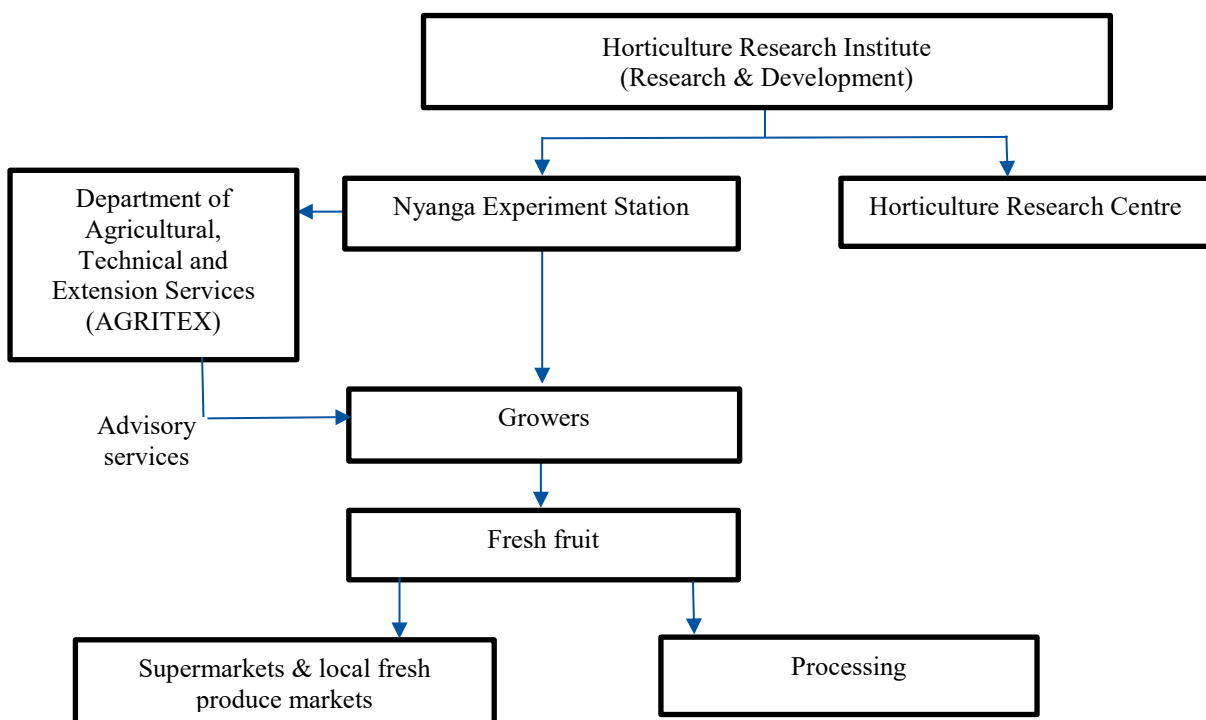 Horticulture Research Institute
(Research & Development)
Department of
Agricultural,
Technical and
Extension Services
(AGRITEX)
Nyanga Experiment Station
Horticulture Research Centre
Advisory
services
Growers
Fresh fruit
Supermarkets & local fresh
produce markets
Processing